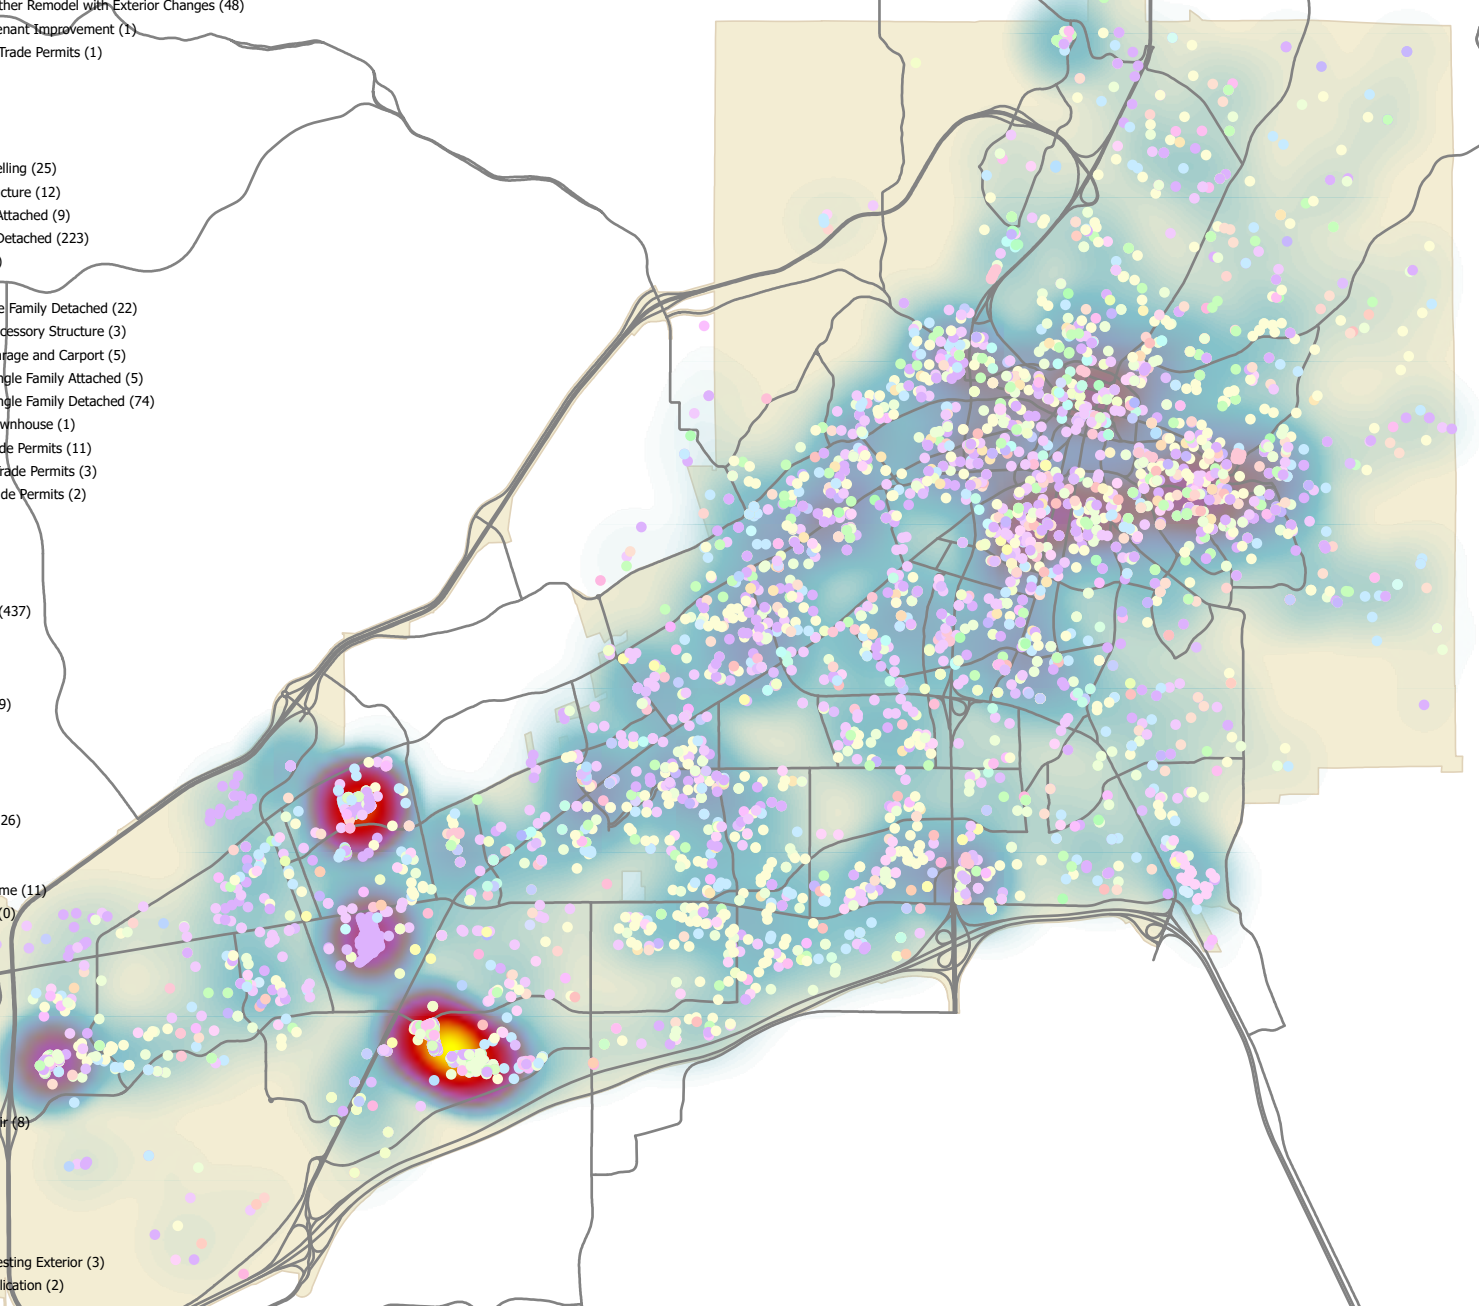 ther Remodel with Exterior Changes (48)
enant Improvement (1)
Trade Permits (1)
elling (25)
cture (12)
Attached (9)
Detached (223)
)
e Family Detached (22)
cessory Structure (3)
arage and Carport (5)
ngle Family Attached (5)
ngle Family Detached (74)
wnhouse (1)
de Permits (11)
Trade Permits (3)
de Permits (2)
(437)
9)
26)
me (11)
(0)
ir (8)
esting Exterior (3)
lication (2)